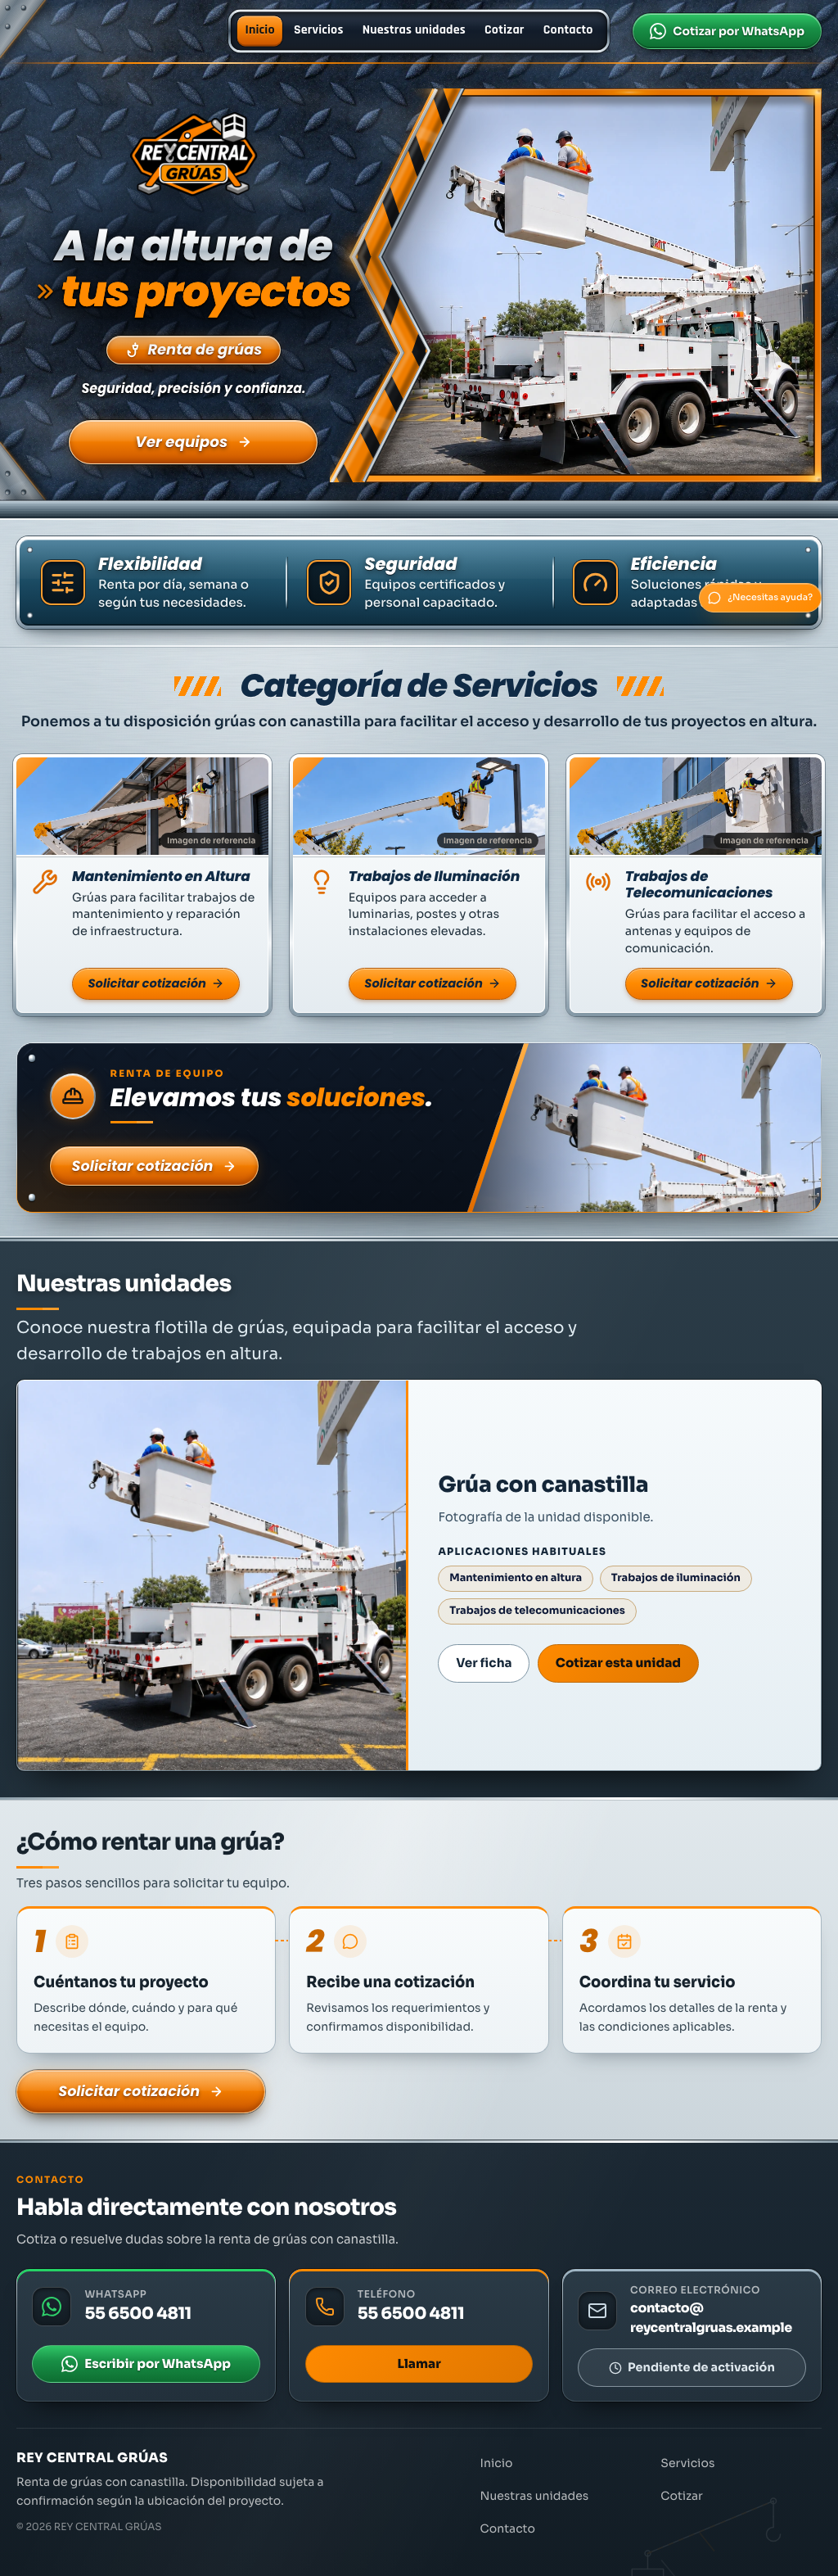 Inicio
Servicios
Nuestras unidades
Cotizar
Contacto
Cotizar por WhatsApp
REY CENTRAL
GRÚAS
A la altura de
» tus proyectos
Renta de grúas
Seguridad, precisión y confianza.
Ver equipos →
Flexibilidad
Renta por día, semana o
según tus necesidades.
Seguridad
Equipos certificados y
personal capacitado.
Eficiencia
Soluciones
adaptadas
¿Necesitas ayuda?
Categoría de Servicios
Ponemos a tu disposición grúas con canastilla para facilitar el acceso y desarrollo de tus proyectos en altura.
Imagen de referencia
Mantenimiento en Altura
Grúas para facilitar trabajos de
mantenimiento y reparación
de infraestructura.
Solicitar cotización →
Imagen de referencia
Trabajos de Iluminación
Equipos para acceder a
luminarias, postes y otras
instalaciones elevadas.
Solicitar cotización →
Imagen de referencia
Trabajos de
Telecomunicaciones
Grúas para facilitar el acceso a
antenas y equipos de
comunicación.
Solicitar cotización →
RENTA DE EQUIPO
Elevamos tus soluciones.
Solicitar cotización →
Nuestras unidades
Conoce nuestra flotilla de grúas, equipada para facilitar el acceso y
desarrollo de trabajos en altura.
Grúa con canastilla
Fotografía de la unidad disponible.
APLICACIONES HABITUALES
Mantenimiento en altura
Trabajos de iluminación
Trabajos de telecomunicaciones
Ver ficha
Cotizar esta unidad
¿Cómo rentar una grúa?
Tres pasos sencillos para solicitar tu equipo.
1
Cuéntanos tu proyecto
Describe dónde, cuándo y para qué
necesitas el equipo.
2
Recibe una cotización
Revisamos los requerimientos y
confirmamos disponibilidad.
3
Coordina tu servicio
Acordamos los detalles de la renta y
las condiciones aplicables.
Solicitar cotización →
CONTACTO
Habla directamente con nosotros
Cotiza o resuelve dudas sobre la renta de grúas con canastilla.
WHATSAPP
55 6500 4811
Escribir por WhatsApp
TELÉFONO
55 6500 4811
Llamar
CORREO ELECTRÓNICO
contacto@
reycentralgruas.example
Pendiente de activación
REY CENTRAL GRÚAS
Renta de grúas con canastilla. Disponibilidad sujeta a
confirmación según la ubicación del proyecto.
© 2026 REY CENTRAL GRÚAS
Inicio
Servicios
Nuestras unidades
Cotizar
Contacto